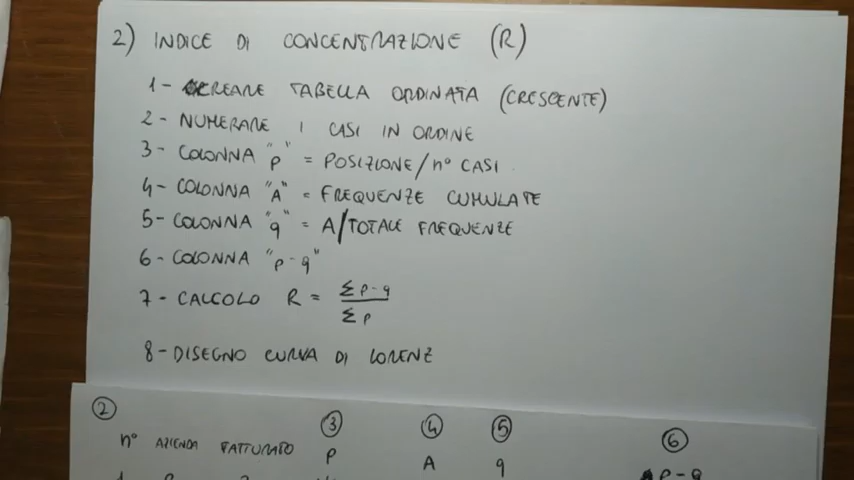 2) INDICE DI CONCENTRAZIONE (R)
1- CREARE TABELLA ORDINATA (CRESCENTE)
2- NUMERARE I CASI IN ORDINE
3- COLONNA "p" = POSIZIONE/n° CASI
4- COLONNA "A" = FREQUENZE CUMULATE
5- COLONNA "q" = A/TOTALE FREQUENZE
6- COLONNA "p-q"
7- CALCOLO R = Σ p-q / Σ p
8- DISEGNO CURVA DI LORENZ
② ③ ④ ⑤ ⑥
n° AZIENDA FATTURATO p A q p-q